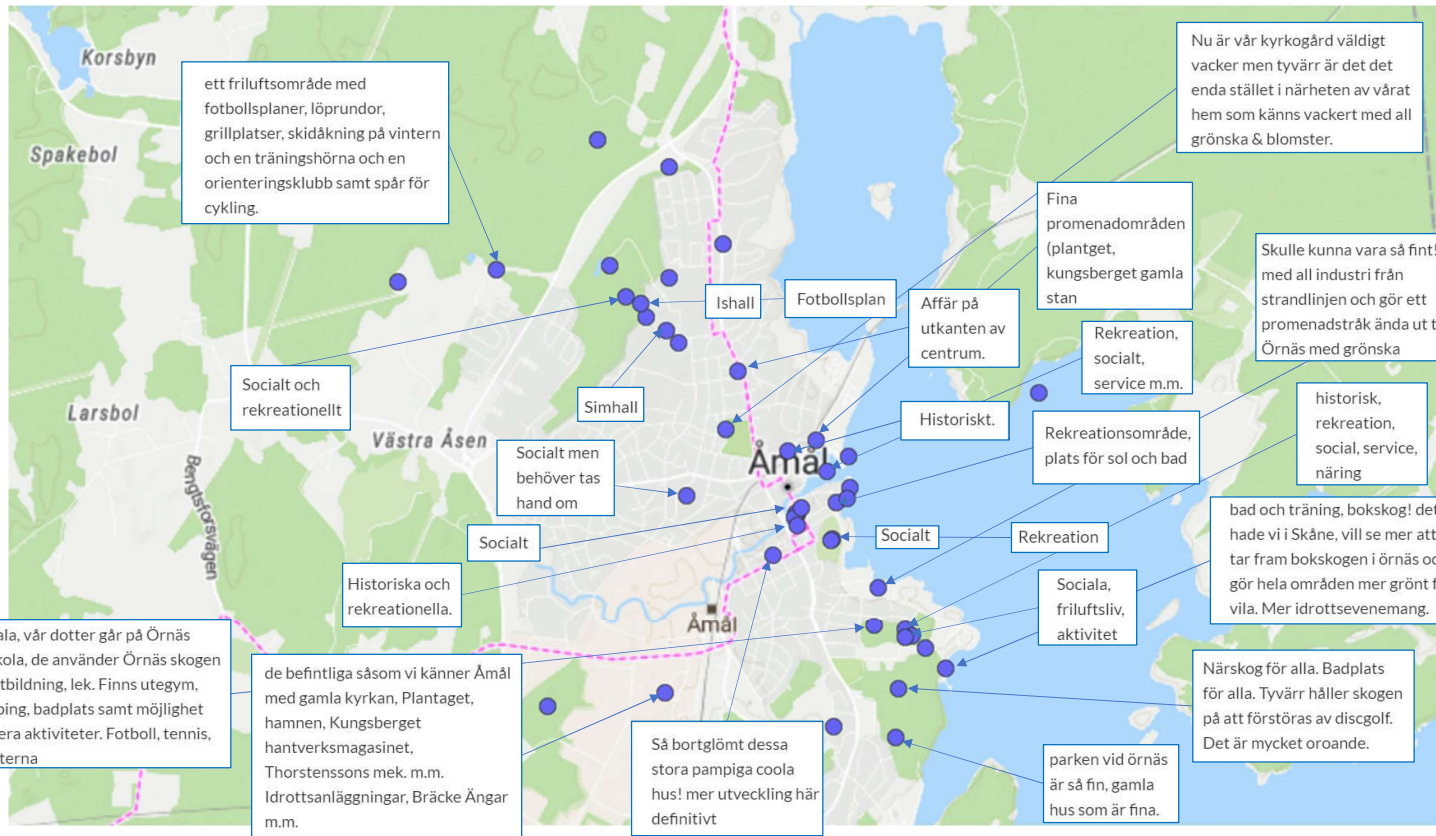 Korsbyn
Spakebol
Larsbol
Västra Åsen
Bengtsforsvägen
Åmål
Åmål
ett friluftsområde med
fotbollsplaner, löprundor,
grillplatser, skidåkning på vintern
och en träningshörna och en
orienteringsklubb samt spår för
cykling.
Nu är vår kyrkogård väldigt
vacker men tyvärr är det det
enda stället i närheten av vårat
hem som känns vackert med all
grönska & blomster.
Fina
promenadområden
(plantget,
kungsberget gamla
stan
Skulle kunna vara så fint!
med all industri från
strandlinjen och gör ett
promenadstråk ända ut t
Örnäs med grönska
Ishall
Fotbollsplan
Affär på
utkanten av
centrum.
Rekreation,
socialt,
service m.m.
Socialt och
rekreationellt
Simhall
Historiskt.
Rekreationsområde,
plats för sol och bad
historisk,
rekreation,
social, service,
näring
Socialt men
behöver tas
hand om
Socialt
Socialt
Rekreation
bad och träning, bokskog! det
hade vi i Skåne, vill se mer att
tar fram bokskogen i örnäs oc
gör hela områden mer grönt f
vila. Mer idrottsevenemang.
Historiska och
rekreationella.
Sociala,
friluftsliv,
aktivitet
ala, vår dotter går på Örnäs
kola, de använder Örnäs skogen
tbildning, lek. Finns utegym,
ping, badplats samt möjlighet
era aktiviteter. Fotboll, tennis,
terna
de befintliga såsom vi känner Åmål
med gamla kyrkan, Plantaget,
hamnen, Kungsberget
hantverksmagasinet,
Thorstenssons mek. m.m.
Idrottsanläggningar, Bräcke Ängar
m.m.
Så bortglömt dessa
stora pampiga coola
hus! mer utveckling här
definitivt
Närskog för alla. Badplats
för alla. Tyvärr håller skogen
på att förstöras av discgolf.
Det är mycket oroande.
parken vid örnäs
är så fin, gamla
hus som är fina.